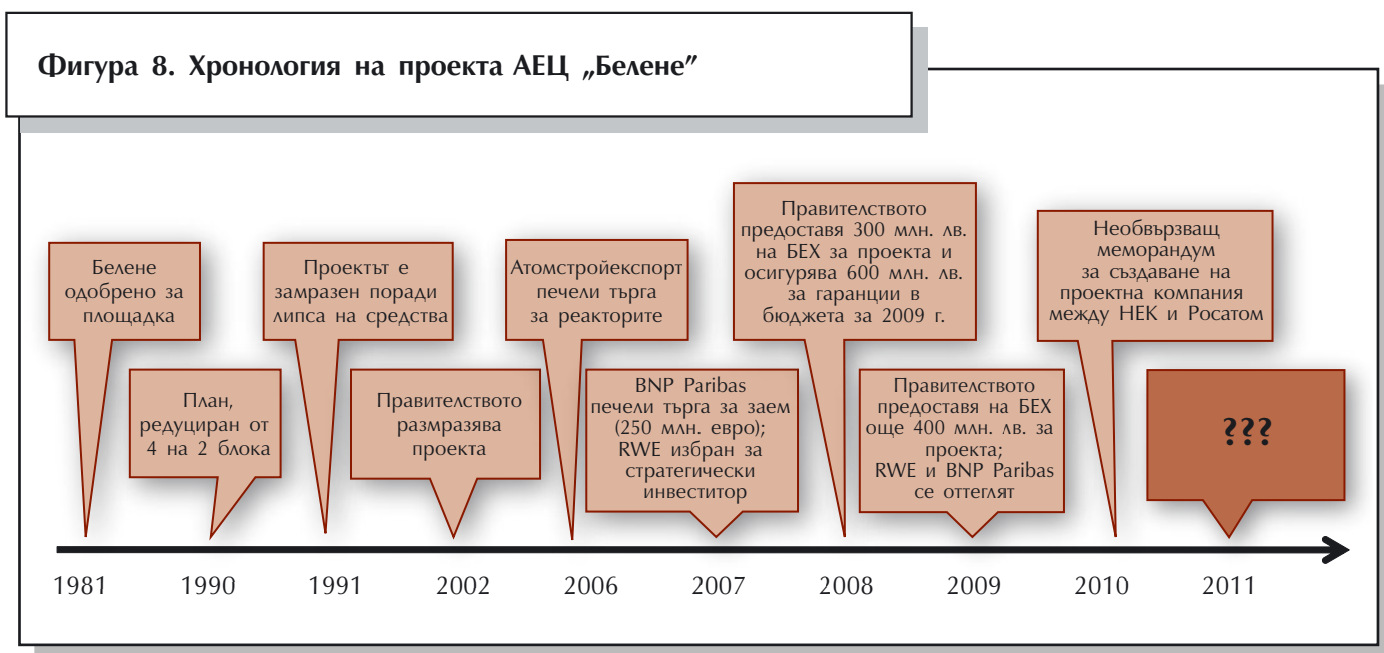 Фигура 8. Хронология на проекта АЕЦ „Белене”
Белене
одобрено за
площадка
План,
редуциран от
4 на 2 блока
Проектът е
замразен поради
липса на средства
Правителството
размразява
проекта
Атомстройекспорт
печели търга
за реакторите
BNP Paribas
печели търга за заем
(250 млн. евро);
RWE избран за
стратегически
инвеститор
Правителството
предоставя 300 млн. лв.
на БЕХ за проекта и
осигурява 600 млн. лв.
за гаранции в
бюджета за 2009 г.
Правителството
предоставя на БЕХ
още 400 млн. лв. за
проекта;
RWE и BNP Paribas
се оттеглят
Необвързващ
меморандум
за създаване на
проектна компания
между НЕК и Росатом
???
1981 1990 1991 2002 2006 2007 2008 2009 2010 2011